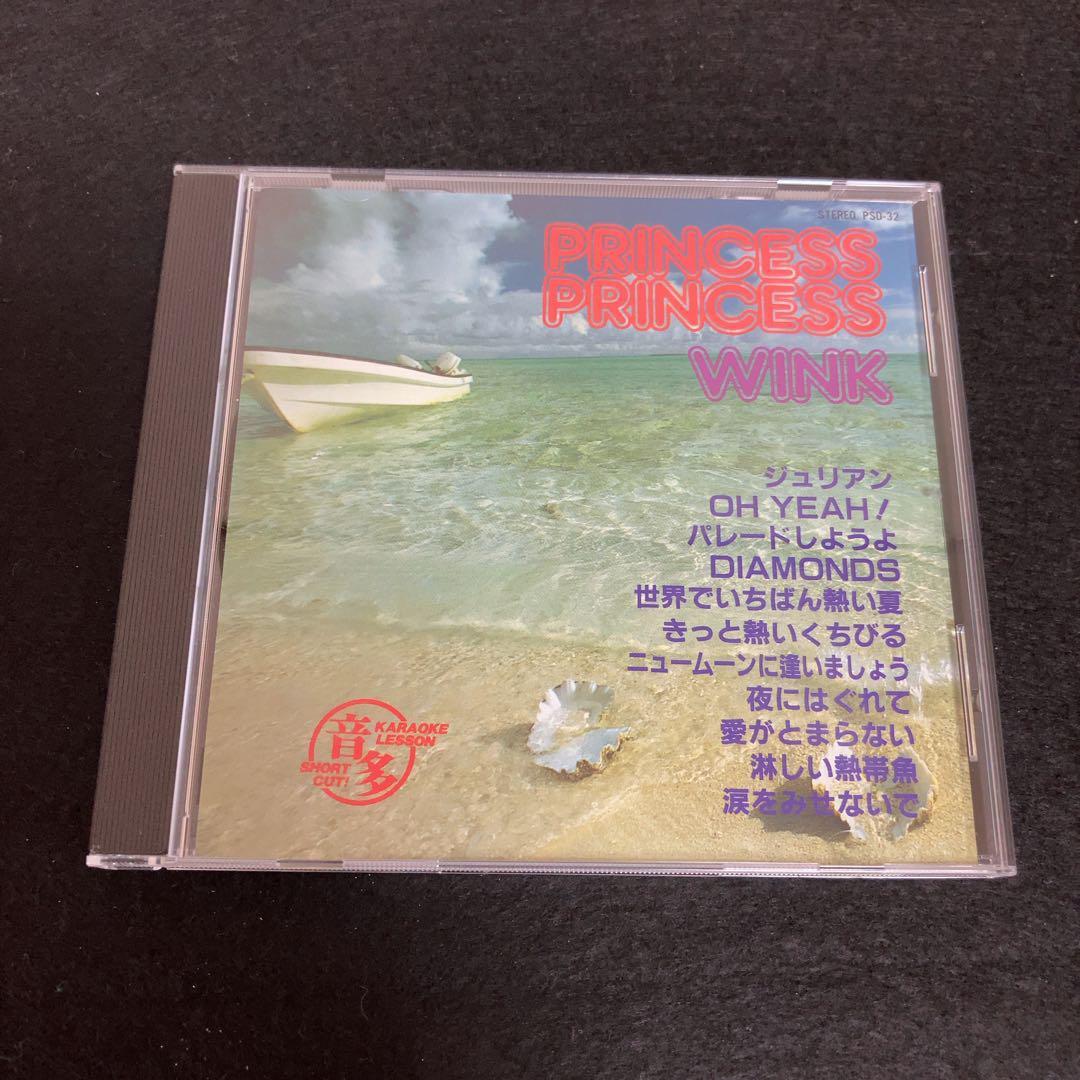 STEREO PSD-32
PRINCESS
PRINCESS
WINK
ジュリアン
OH YEAH!
パレードしようよ
DIAMONDS
世界でいちばん熱い夏
きっと熱いくちびる
ニュームーンに逢いましょう
夜にはぐれて
愛がとまらない
淋しい熱帯魚
涙をみせないで
音多
KARAOKE
LESSON
SHORT
CUT!